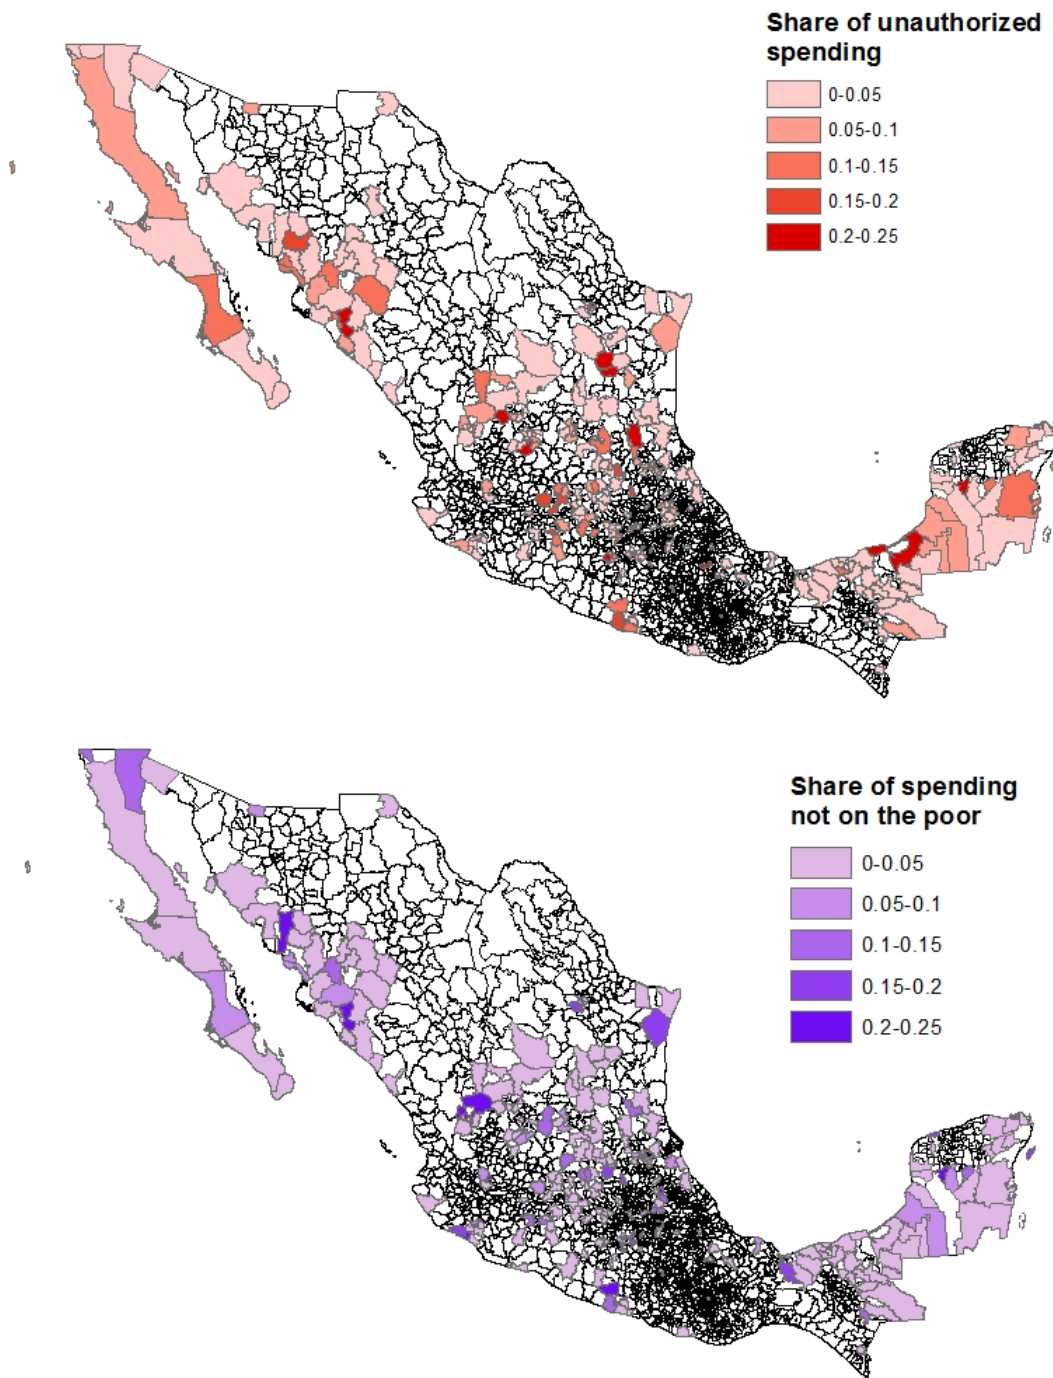 Share of unauthorized
spending
0-0.05
0.05-0.1
0.1-0.15
0.15-0.2
0.2-0.25
Share of spending
not on the poor
0-0.05
0.05-0.1
0.1-0.15
0.15-0.2
0.2-0.25